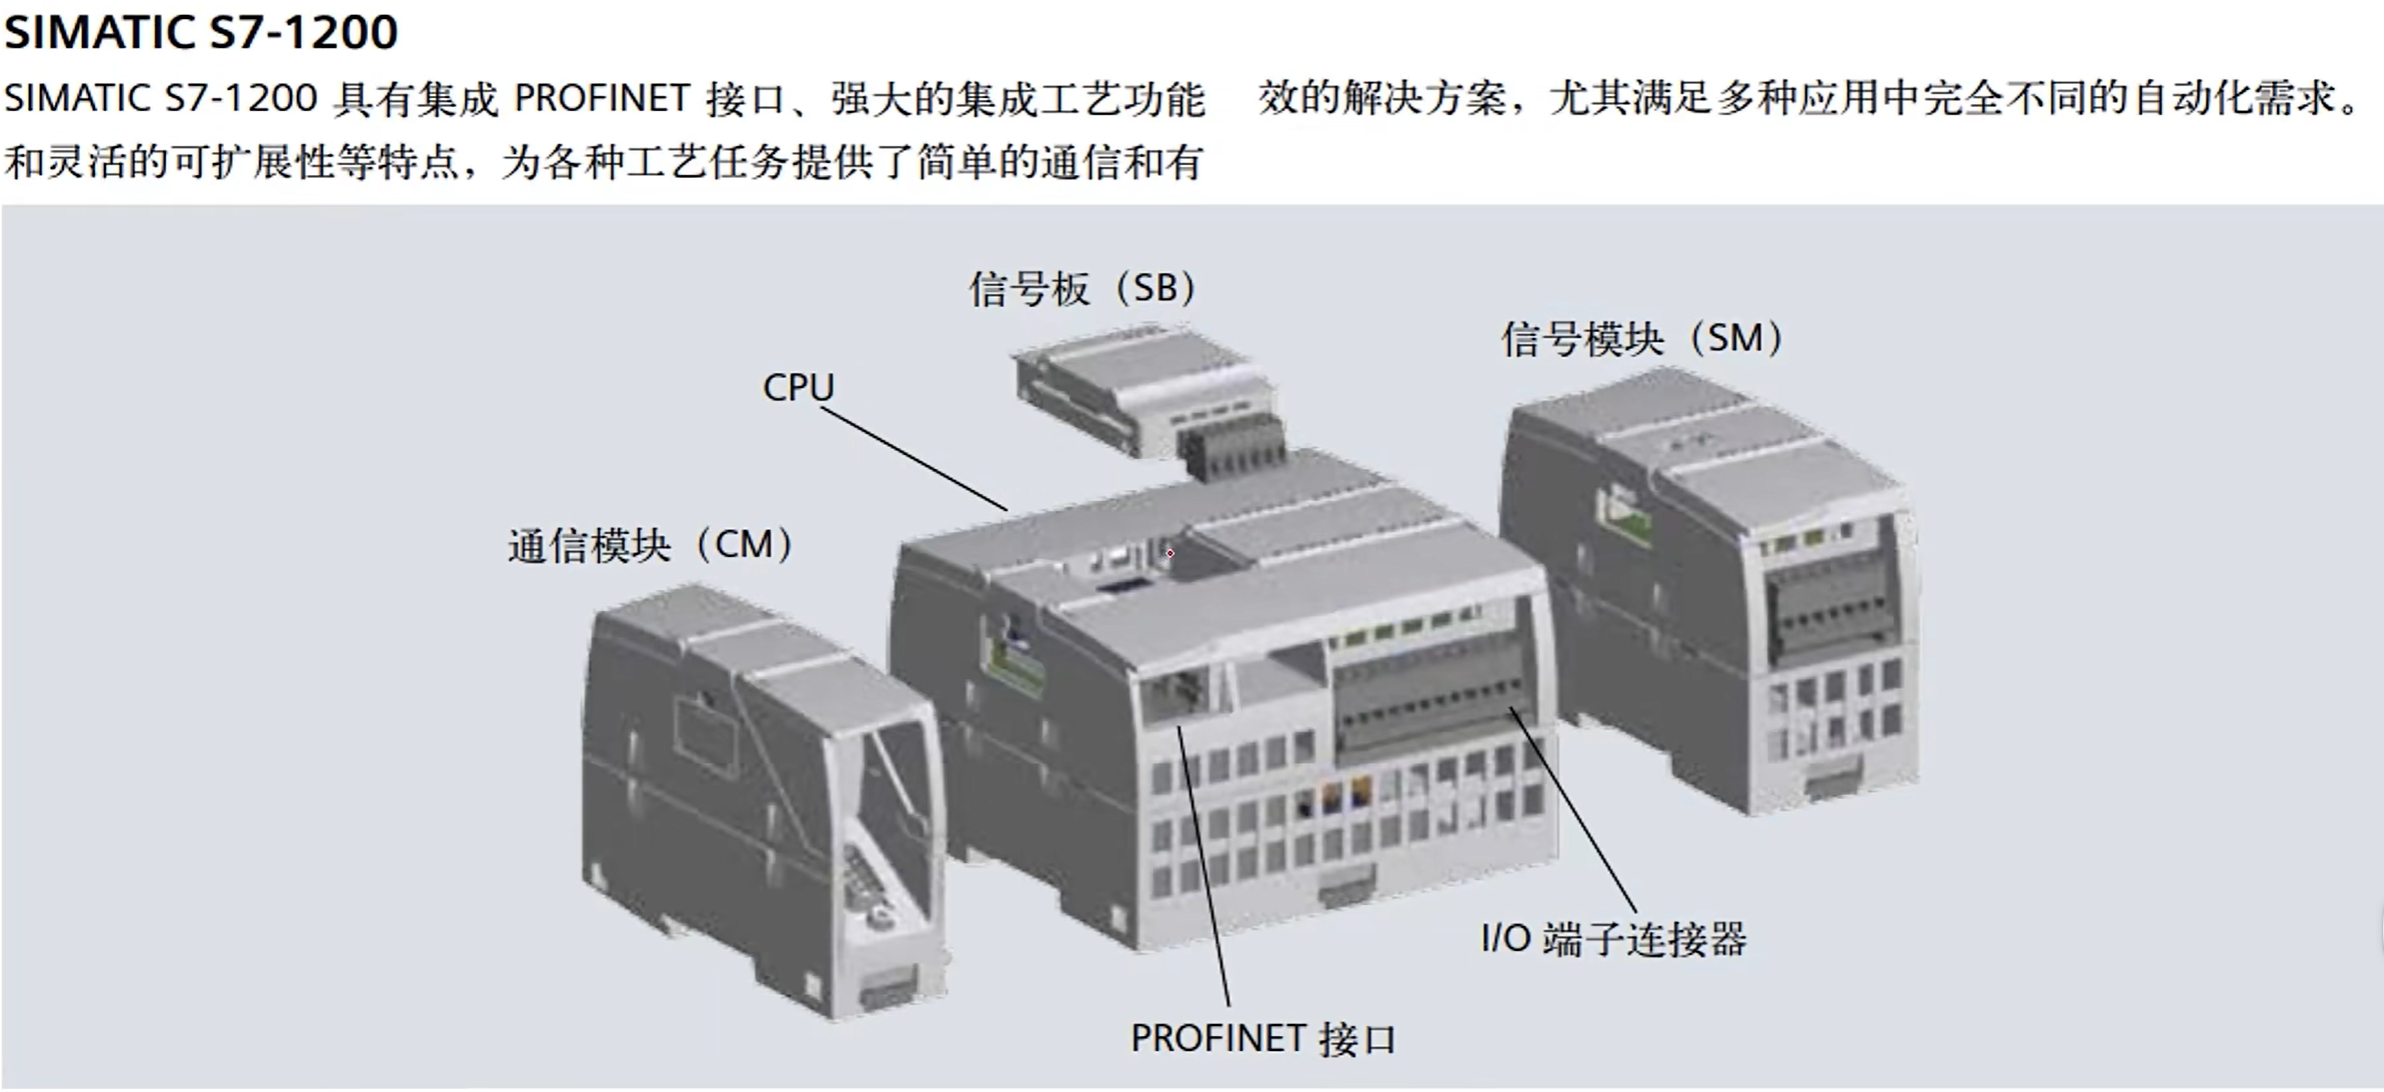 SIMATIC S7-1200
SIMATIC S7-1200 具有集成 PROFINET 接口、强大的集成工艺功能
和灵活的可扩展性等特点，为各种工艺任务提供了简单的通信和有
效的解决方案，尤其满足多种应用中完全不同的自动化需求。
信号板（SB）
信号模块（SM）
CPU
通信模块（CM）
I/O 端子连接器
PROFINET 接口